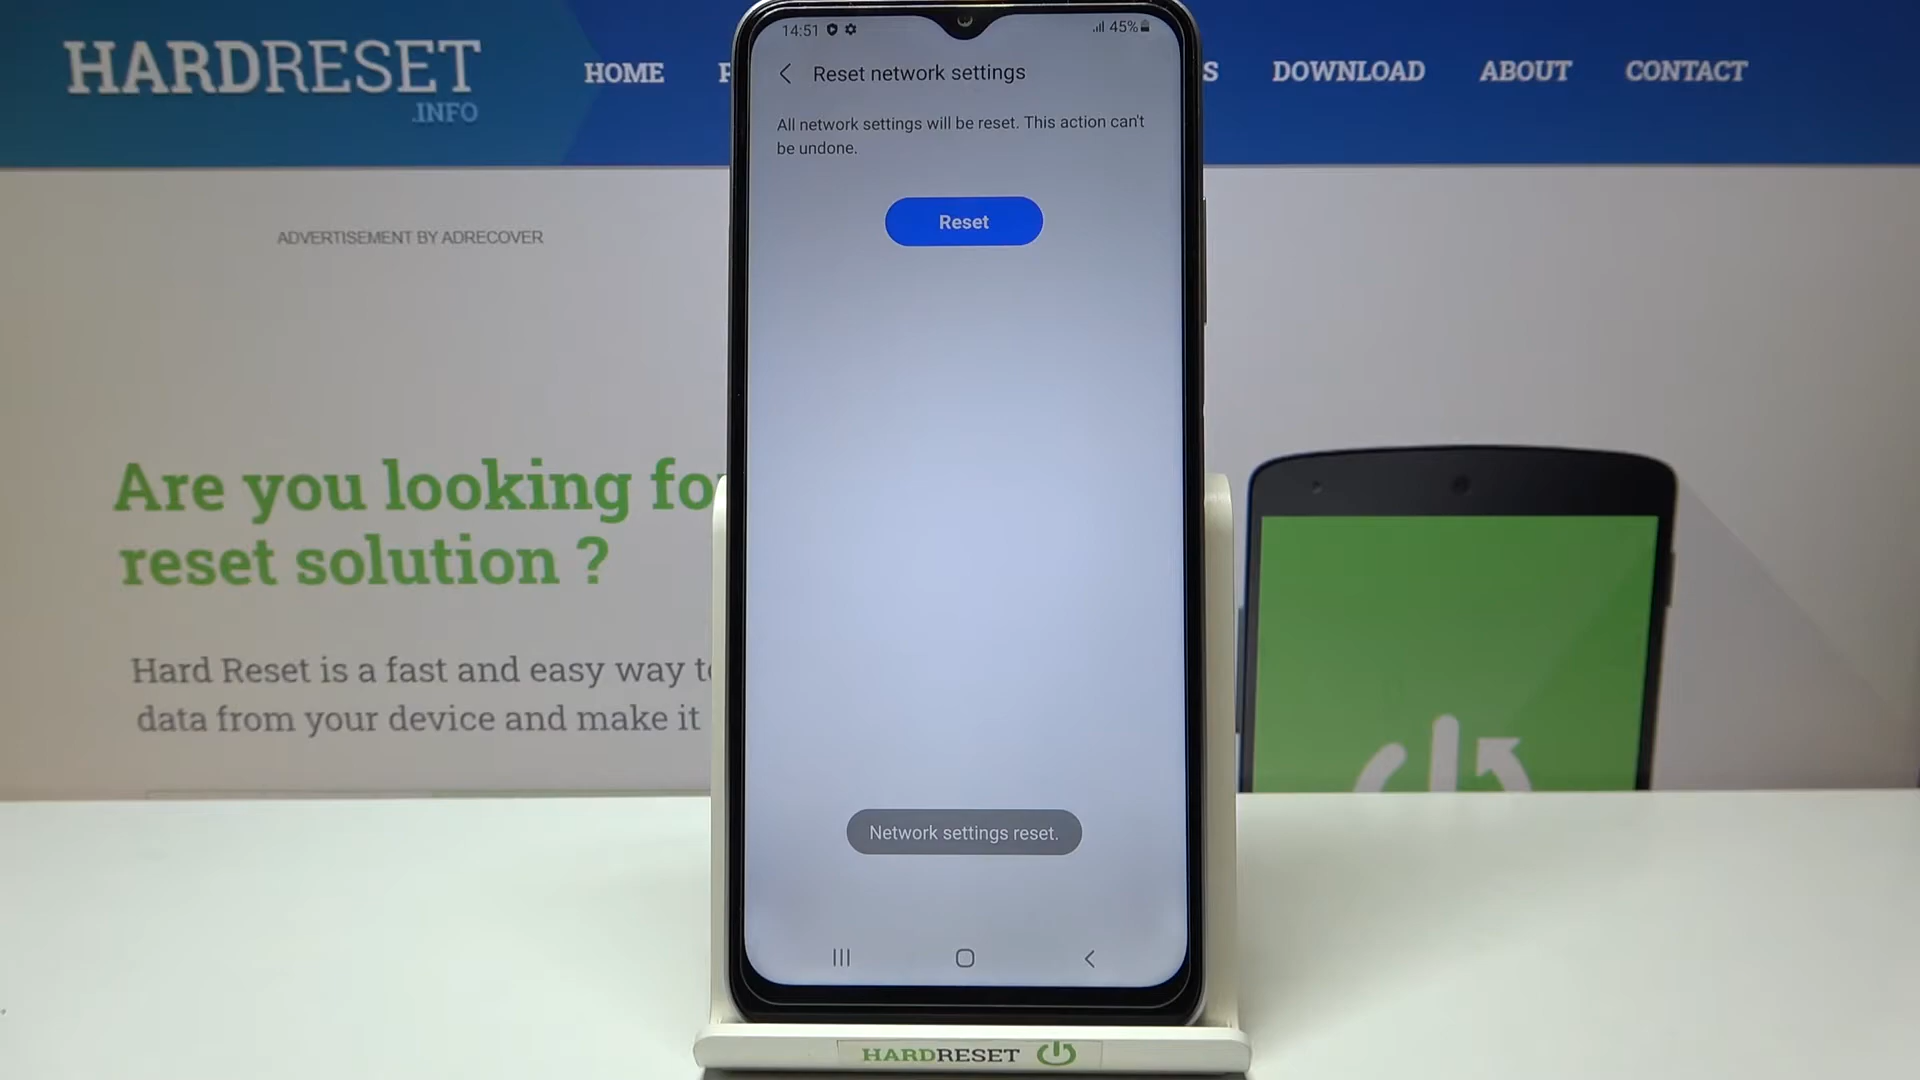 HARDRESET
.INFO
HOME
S
DOWNLOAD
ABOUT
CONTACT
ADVERTISEMENT BY ADRECOVER
Are you looking fo
reset solution ?
Hard Reset is a fast and easy way to
data from your device and make it
14:51
45%
Reset network settings
All network settings will be reset. This action can't
be undone.
Reset
Network settings reset.
HARDRESET